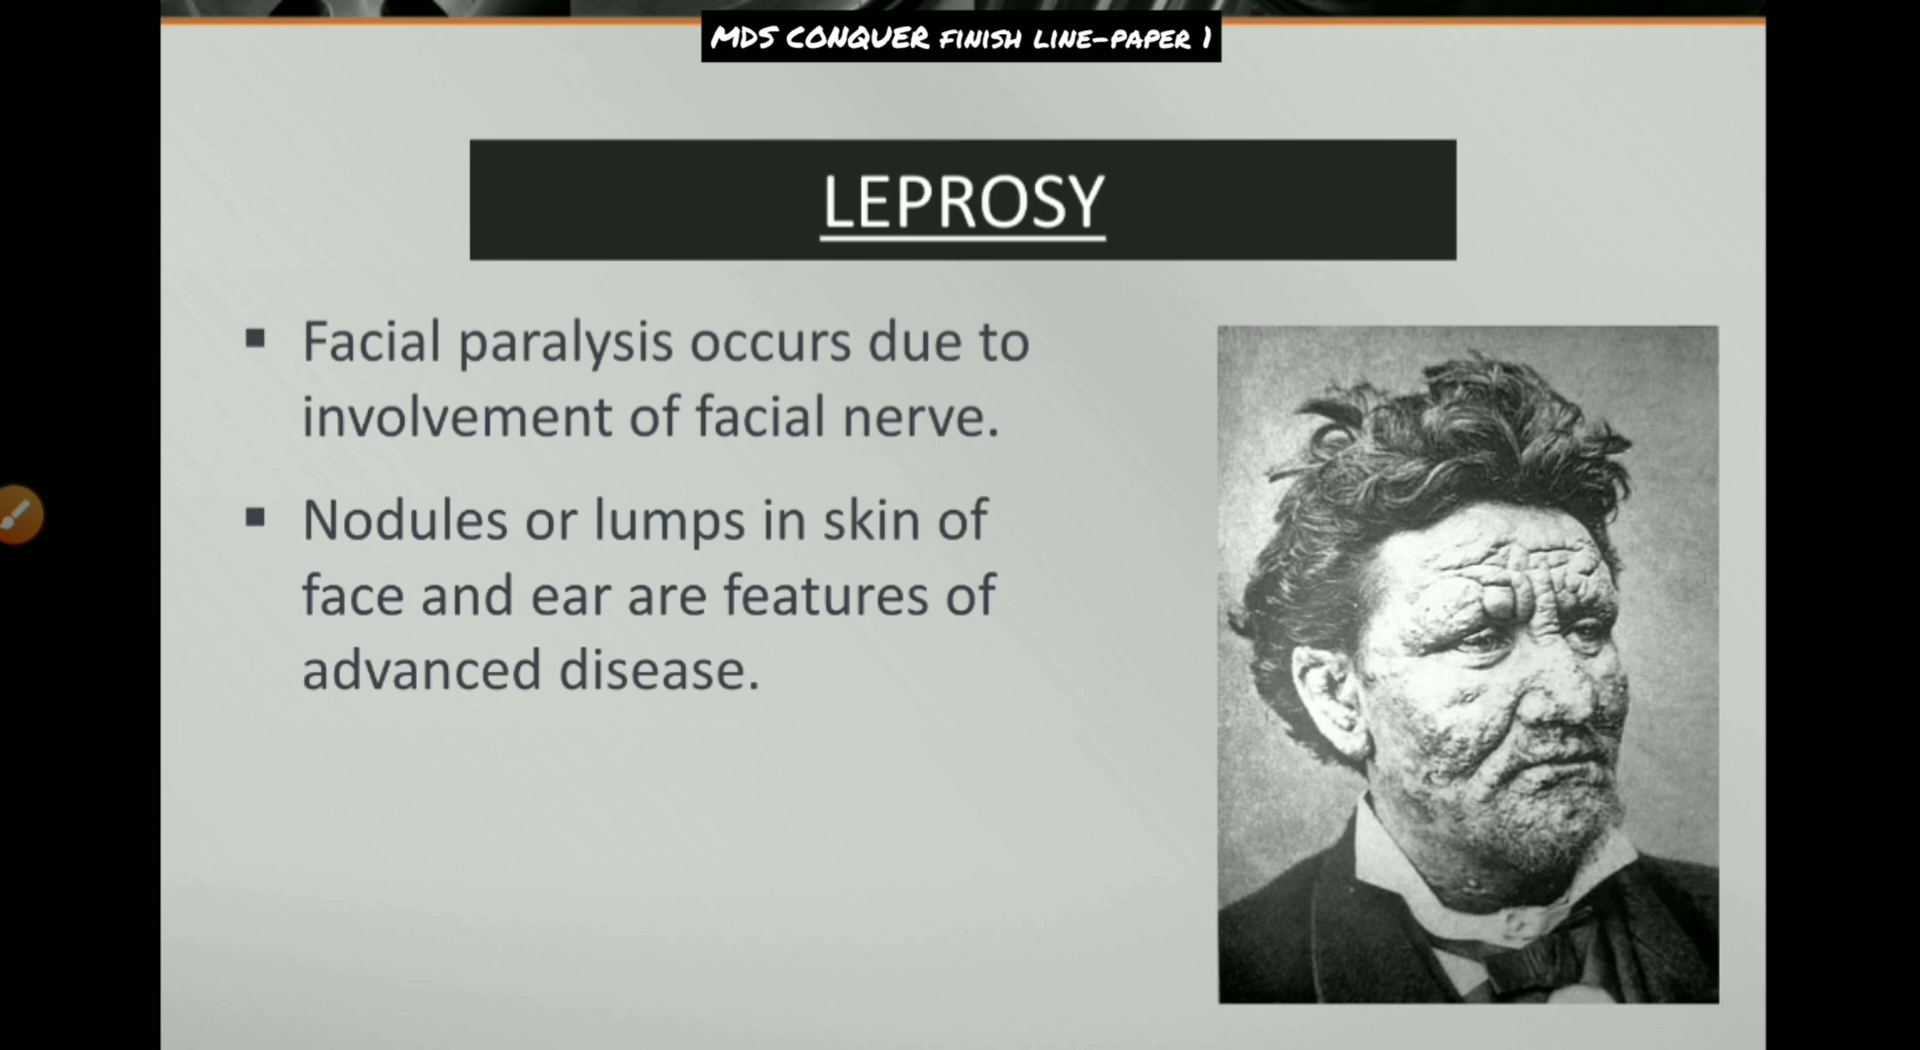 MDS CONQUER FINISH LINE-PAPER 1
LEPROSY
▪ Facial paralysis occurs due to
involvement of facial nerve.
▪ Nodules or lumps in skin of
face and ear are features of
advanced disease.